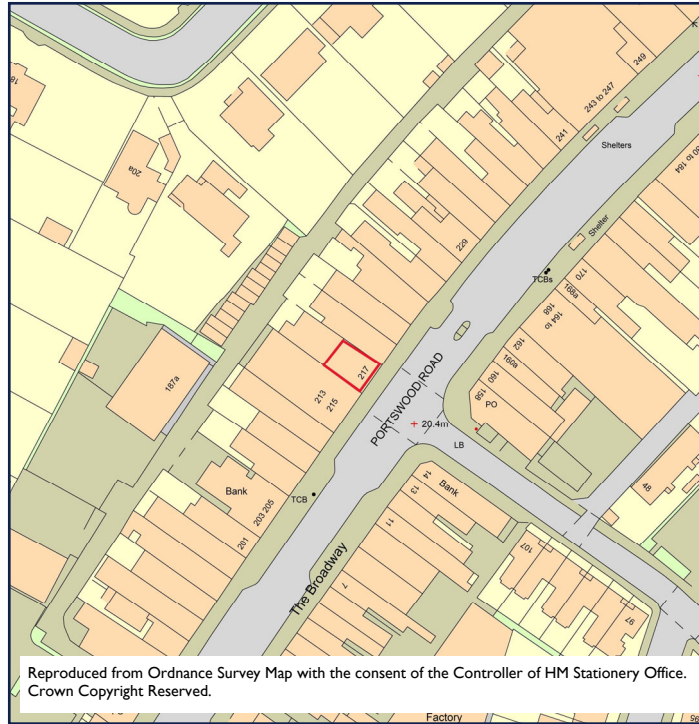 249
243 to 247
18
241
Shelters
20a
Shelter
229
TCBs
170
168a
168
164 to
162
160a
160
158
217
PORTSWOOD ROAD
187a
213
215
PO
20.4m
LB
14
13
Bank
48
Bank
TCB
203 205
201
11
107
The Broadway
7
97
Reproduced from Ordnance Survey Map with the consent of the Controller of HM Stationery Office.
Crown Copyright Reserved.
Factory